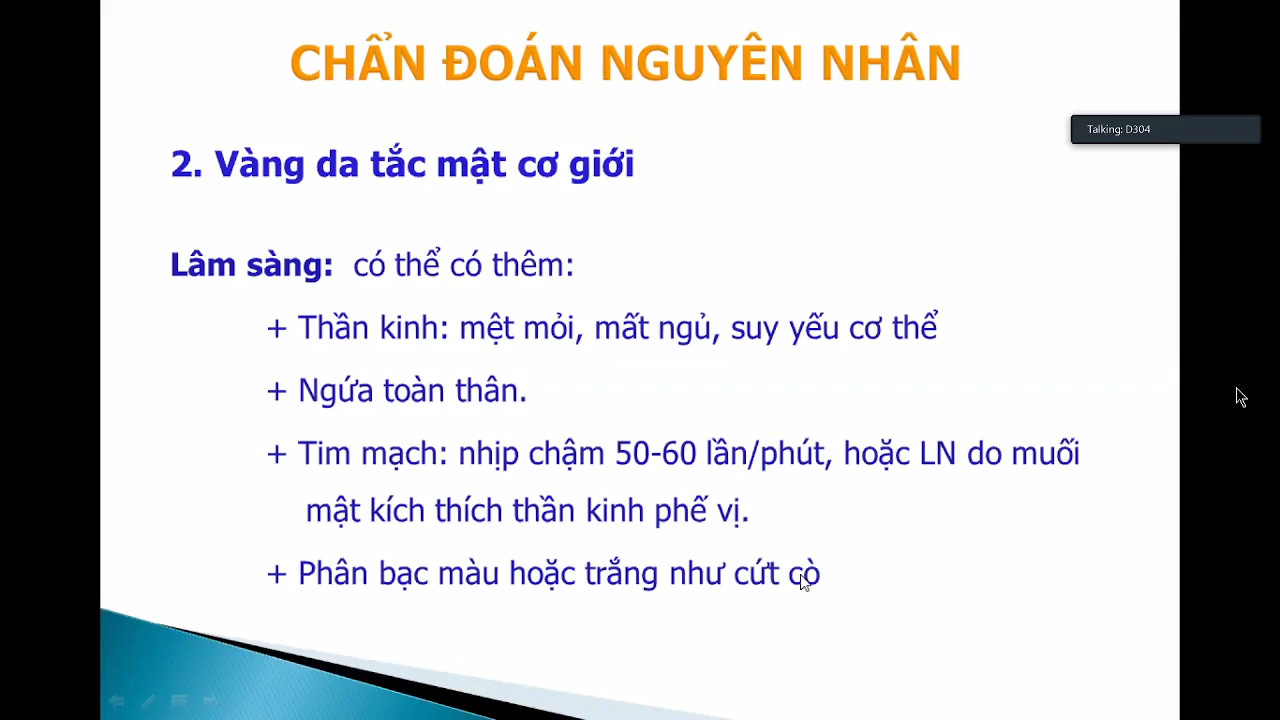 CHẨN ĐOÁN NGUYÊN NHÂN
Talking: D304
2. Vàng da tắc mật cơ giới
Lâm sàng: có thể có thêm:
+ Thần kinh: mệt mỏi, mất ngủ, suy yếu cơ thể
+ Ngứa toàn thân.
+ Tim mạch: nhịp chậm 50-60 lần/phút, hoặc LN do muối
mật kích thích thần kinh phế vị.
+ Phân bạc màu hoặc trắng như cứt cò